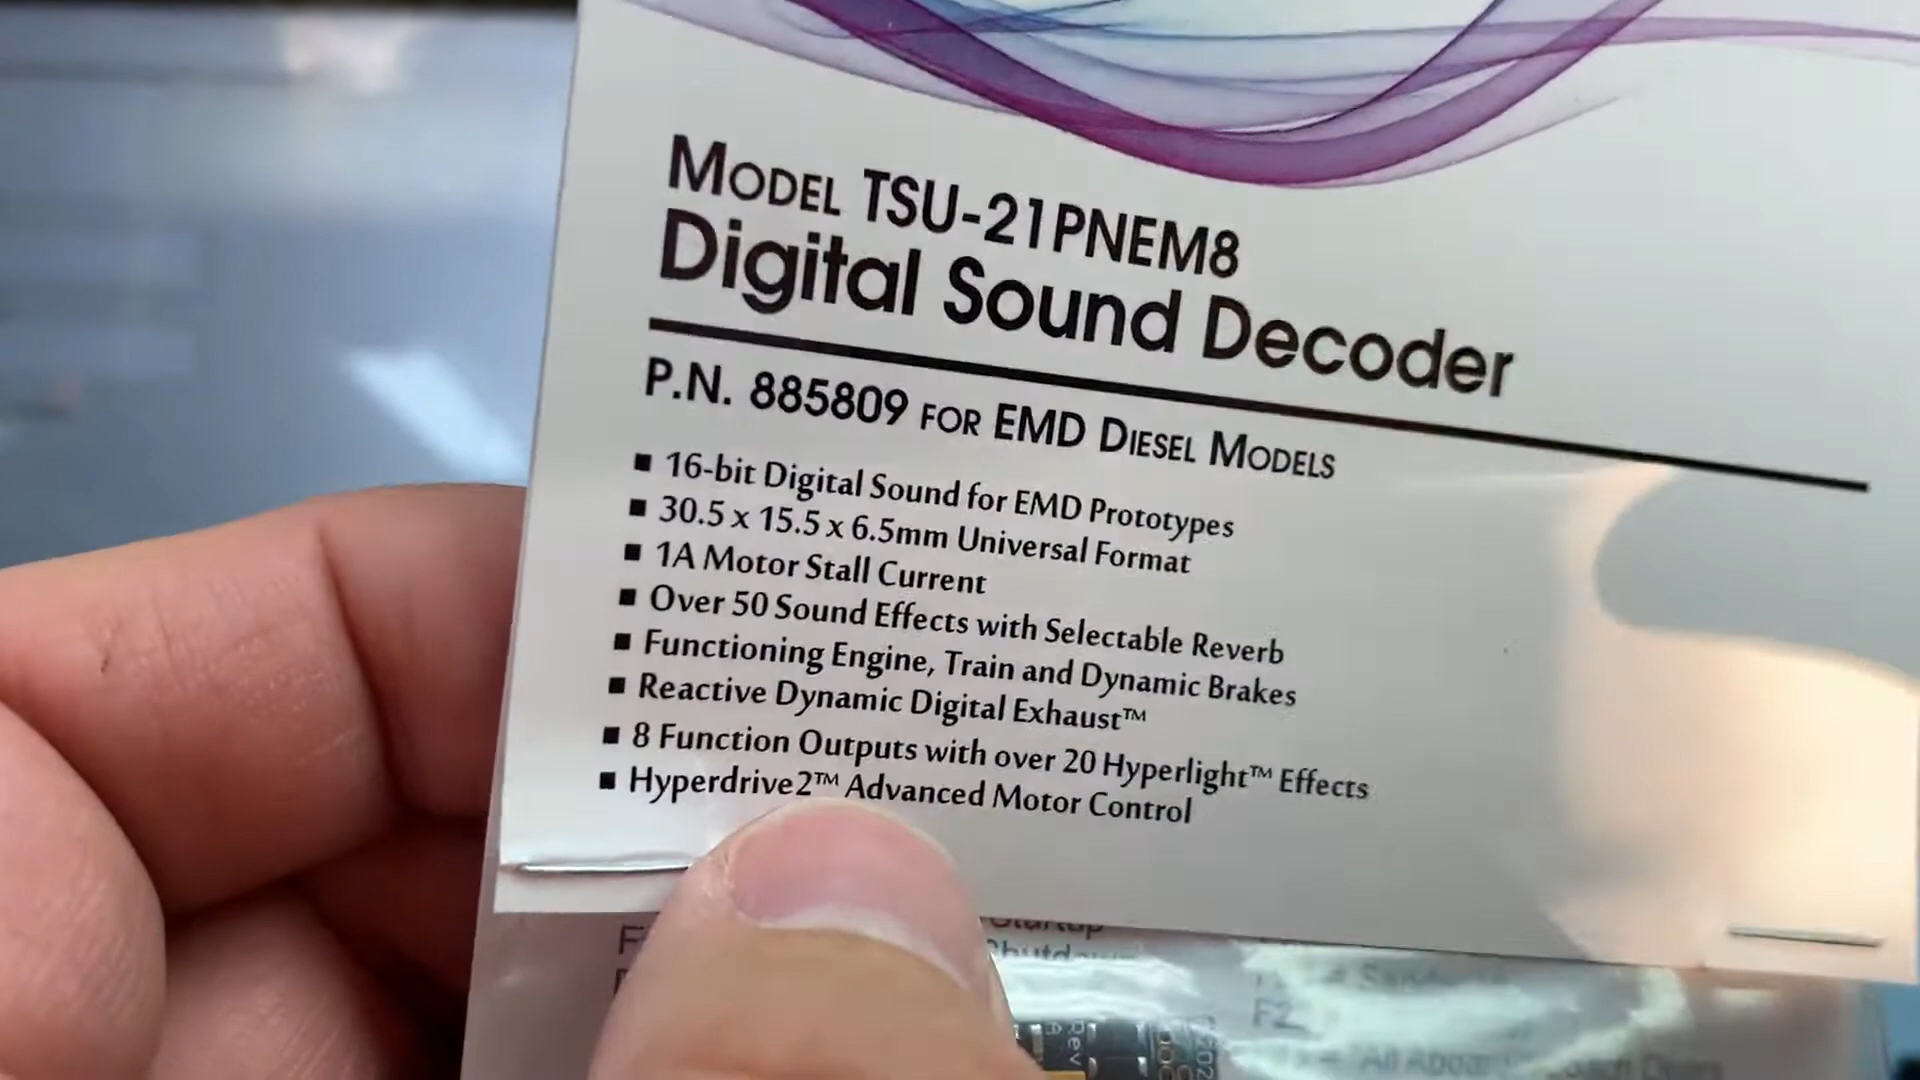 MODEL TSU-21PNEM8
Digital Sound Decoder
P.N. 885809 FOR EMD DIESEL MODELS
■ 16-bit Digital Sound for EMD Prototypes
■ 30.5 x 15.5 x 6.5mm Universal Format
■ 1A Motor Stall Current
■ Over 50 Sound Effects with Selectable Reverb
■ Functioning Engine, Train and Dynamic Brakes
■ Reactive Dynamic Digital Exhaust™
■ 8 Function Outputs with over 20 Hyperlight™ Effects
■ Hyperdrive2™ Advanced Motor Control
Startup
Rev